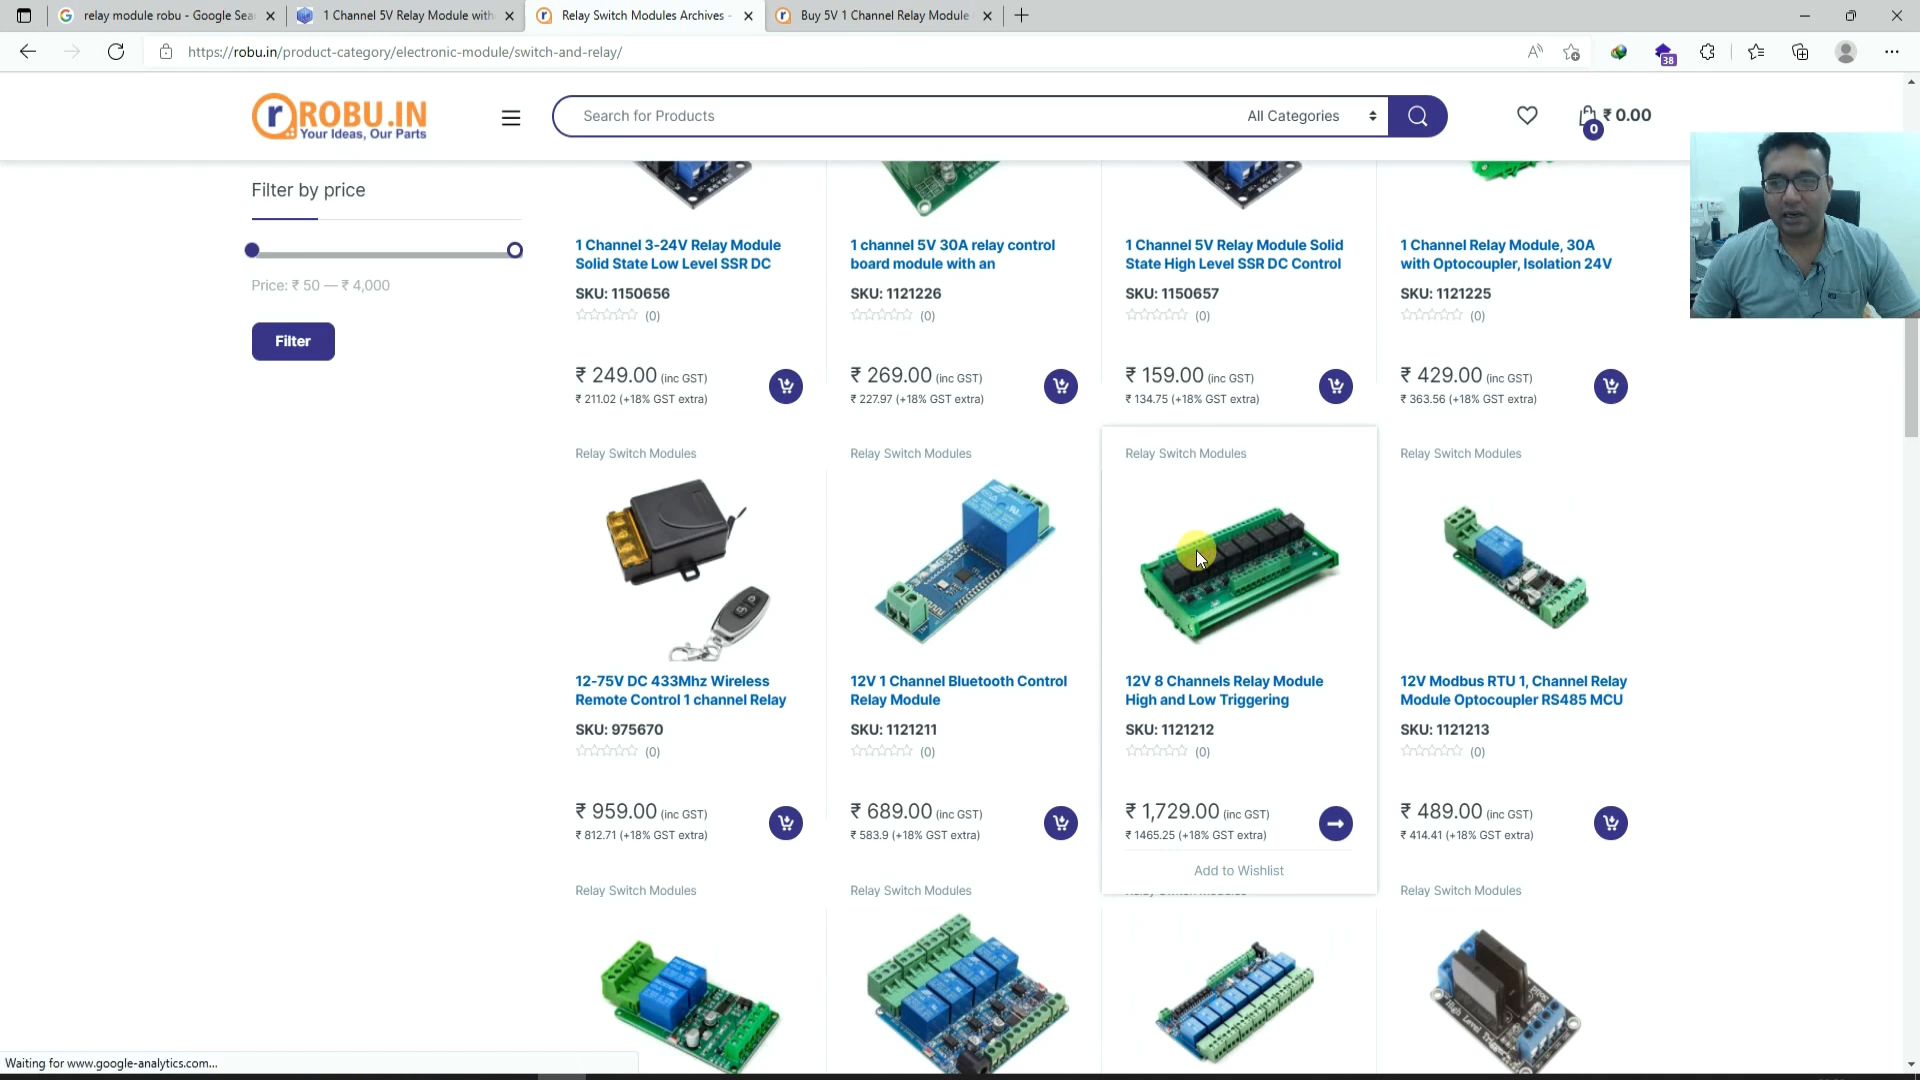 relay module robu - Google Sea
1 Channel 5V Relay Module with
Relay Switch Modules Archives -
Buy 5V 1 Channel Relay Module
https://robu.in/product-category/electronic-module/switch-and-relay/
38
r ROBU.IN
Your Ideas, Our Parts
Search for Products
All Categories
0
₹ 0.00
Filter by price
Price: ₹ 50 — ₹ 4,000
Filter
1 Channel 3-24V Relay Module
Solid State Low Level SSR DC
SKU: 1150656
(0)
₹ 249.00 (inc GST)
₹ 211.02 (+18% GST extra)
1 channel 5V 30A relay control
board module with an
SKU: 1121226
(0)
₹ 269.00 (inc GST)
₹ 227.97 (+18% GST extra)
1 Channel 5V Relay Module Solid
State High Level SSR DC Control
SKU: 1150657
(0)
₹ 159.00 (inc GST)
₹ 134.75 (+18% GST extra)
1 Channel Relay Module, 30A
with Optocoupler, Isolation 24V
SKU: 1121225
(0)
₹ 429.00 (inc GST)
₹ 363.56 (+18% GST extra)
Relay Switch Modules
12-75V DC 433Mhz Wireless
Remote Control 1 channel Relay
SKU: 975670
(0)
₹ 959.00 (inc GST)
₹ 812.71 (+18% GST extra)
Relay Switch Modules
12V 1 Channel Bluetooth Control
Relay Module
SKU: 1121211
(0)
₹ 689.00 (inc GST)
₹ 583.9 (+18% GST extra)
Relay Switch Modules
12V 8 Channels Relay Module
High and Low Triggering
SKU: 1121212
(0)
₹ 1,729.00 (inc GST)
₹ 1465.25 (+18% GST extra)
Add to Wishlist
Relay Switch Modules
12V Modbus RTU 1, Channel Relay
Module Optocoupler RS485 MCU
SKU: 1121213
(0)
₹ 489.00 (inc GST)
₹ 414.41 (+18% GST extra)
Relay Switch Modules
Relay Switch Modules
Relay Switch Modules
Waiting for www.google-analytics.com...